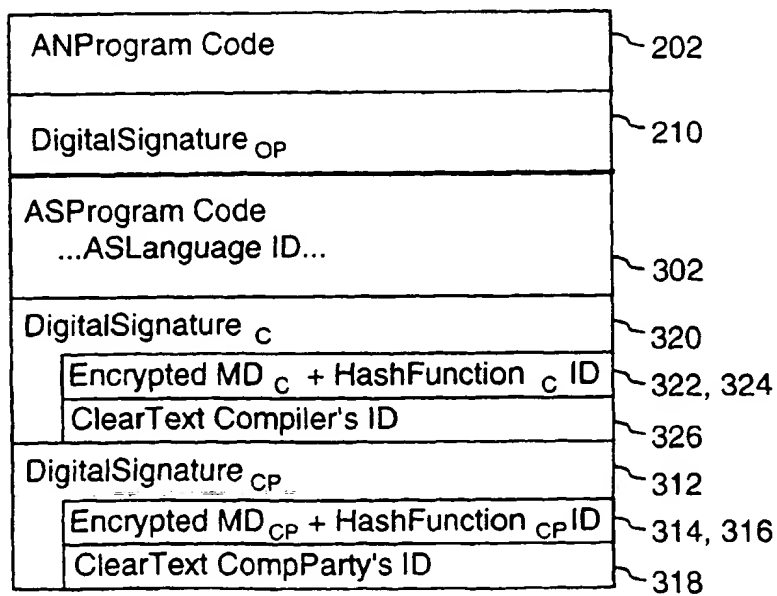 ANProgram Code 202
DigitalSignature OP 210
ASProgram Code
...ASLanguage ID... 302
DigitalSignature C 320
Encrypted MD C + HashFunction C ID 322, 324
ClearText Compiler's ID 326
DigitalSignature CP 312
Encrypted MD CP + HashFunction CP ID 314, 316
ClearText CompParty's ID 318